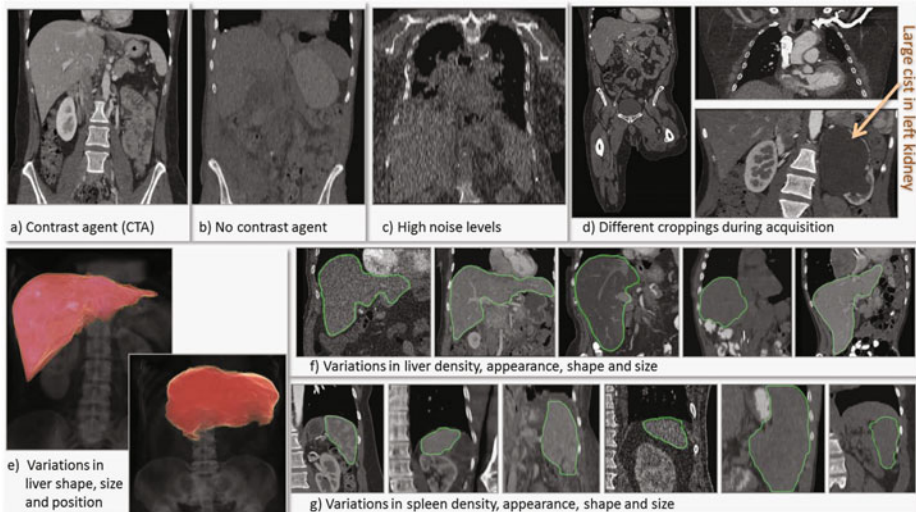 a) Contrast agent (CTA)
b) No contrast agent
c) High noise levels
d) Different croppings during acquisition
Large cist in left kidney
e) Variations in
liver shape, size
and position
f) Variations in liver density, appearance, shape and size
g) Variations in spleen density, appearance, shape and size